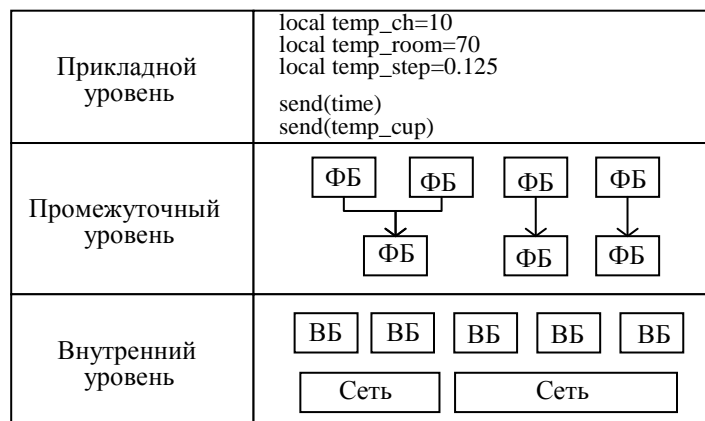 Прикладной
уровень
local temp_ch=10
local temp_room=70
local temp_step=0.125
send(time)
send(temp_cup)
Промежуточный
уровень
ФБ ФБ ФБ ФБ
ФБ ФБ ФБ
Внутренний
уровень
ВБ ВБ ВБ ВБ ВБ
Сеть Сеть